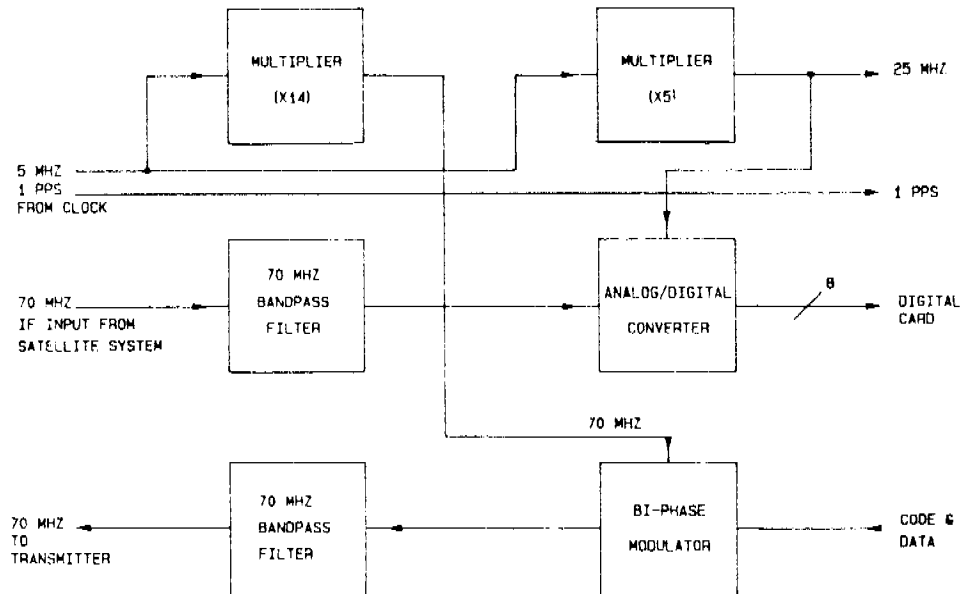 MULTIPLIER
(X14)
MULTIPLIER
(X5)
25 MHZ
5 MHZ
1 PPS
FROM CLOCK
1 PPS
70 MHZ
BANDPASS
FILTER
ANALOG/DIGITAL
CONVERTER
8
DIGITAL
CARD
70 MHZ
IF INPUT FROM
SATELLITE SYSTEM
70 MHZ
70 MHZ
BANDPASS
FILTER
BI-PHASE
MODULATOR
70 MHZ
TO
TRANSMITTER
CODE &
DATA